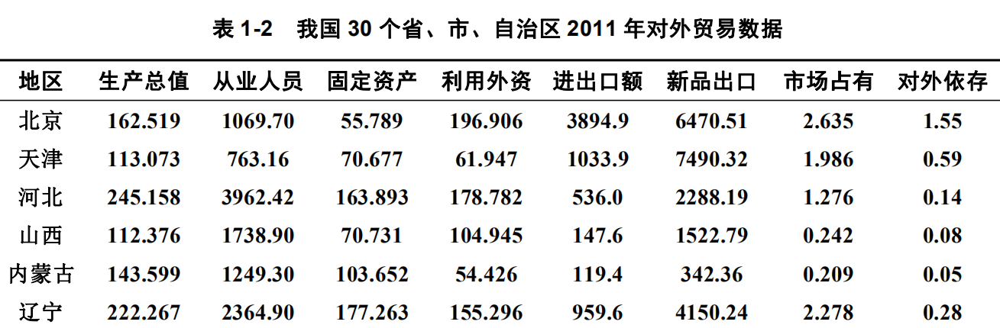 表 1-2 我国 30 个省、市、自治区 2011 年对外贸易数据
地区 生产总值 从业人员 固定资产 利用外资 进出口额 新品出口 市场占有 对外依存
北京 162.519 1069.70 55.789 196.906 3894.9 6470.51 2.635 1.55
天津 113.073 763.16 70.677 61.947 1033.9 7490.32 1.986 0.59
河北 245.158 3962.42 163.893 178.782 536.0 2288.19 1.276 0.14
山西 112.376 1738.90 70.731 104.945 147.6 1522.79 0.242 0.08
内蒙古 143.599 1249.30 103.652 54.426 119.4 342.36 0.209 0.05
辽宁 222.267 2364.90 177.263 155.296 959.6 4150.24 2.278 0.28